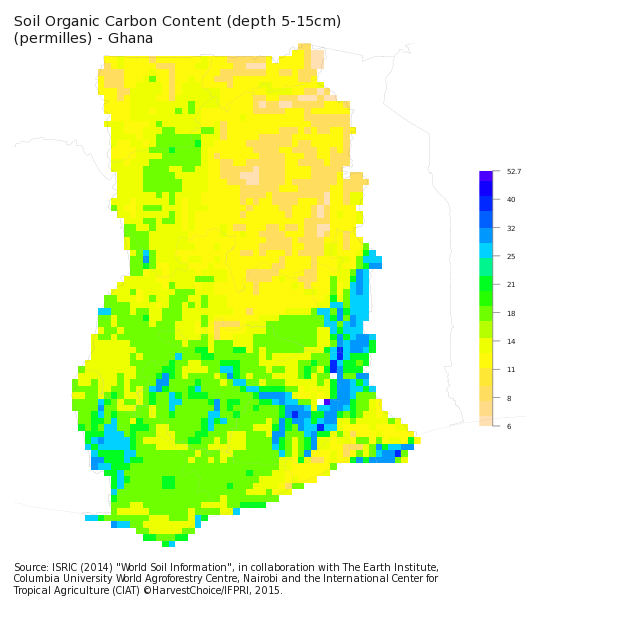 Soil Organic Carbon Content (depth 5-15cm)
(permilles) - Ghana
52.7
40
32
25
21
18
14
11
8
6
Source: ISRIC (2014) "World Soil Information", in collaboration with The Earth Institute,
Columbia University World Agroforestry Centre, Nairobi and the International Center for
Tropical Agriculture (CIAT) ©HarvestChoice/IFPRI, 2015.